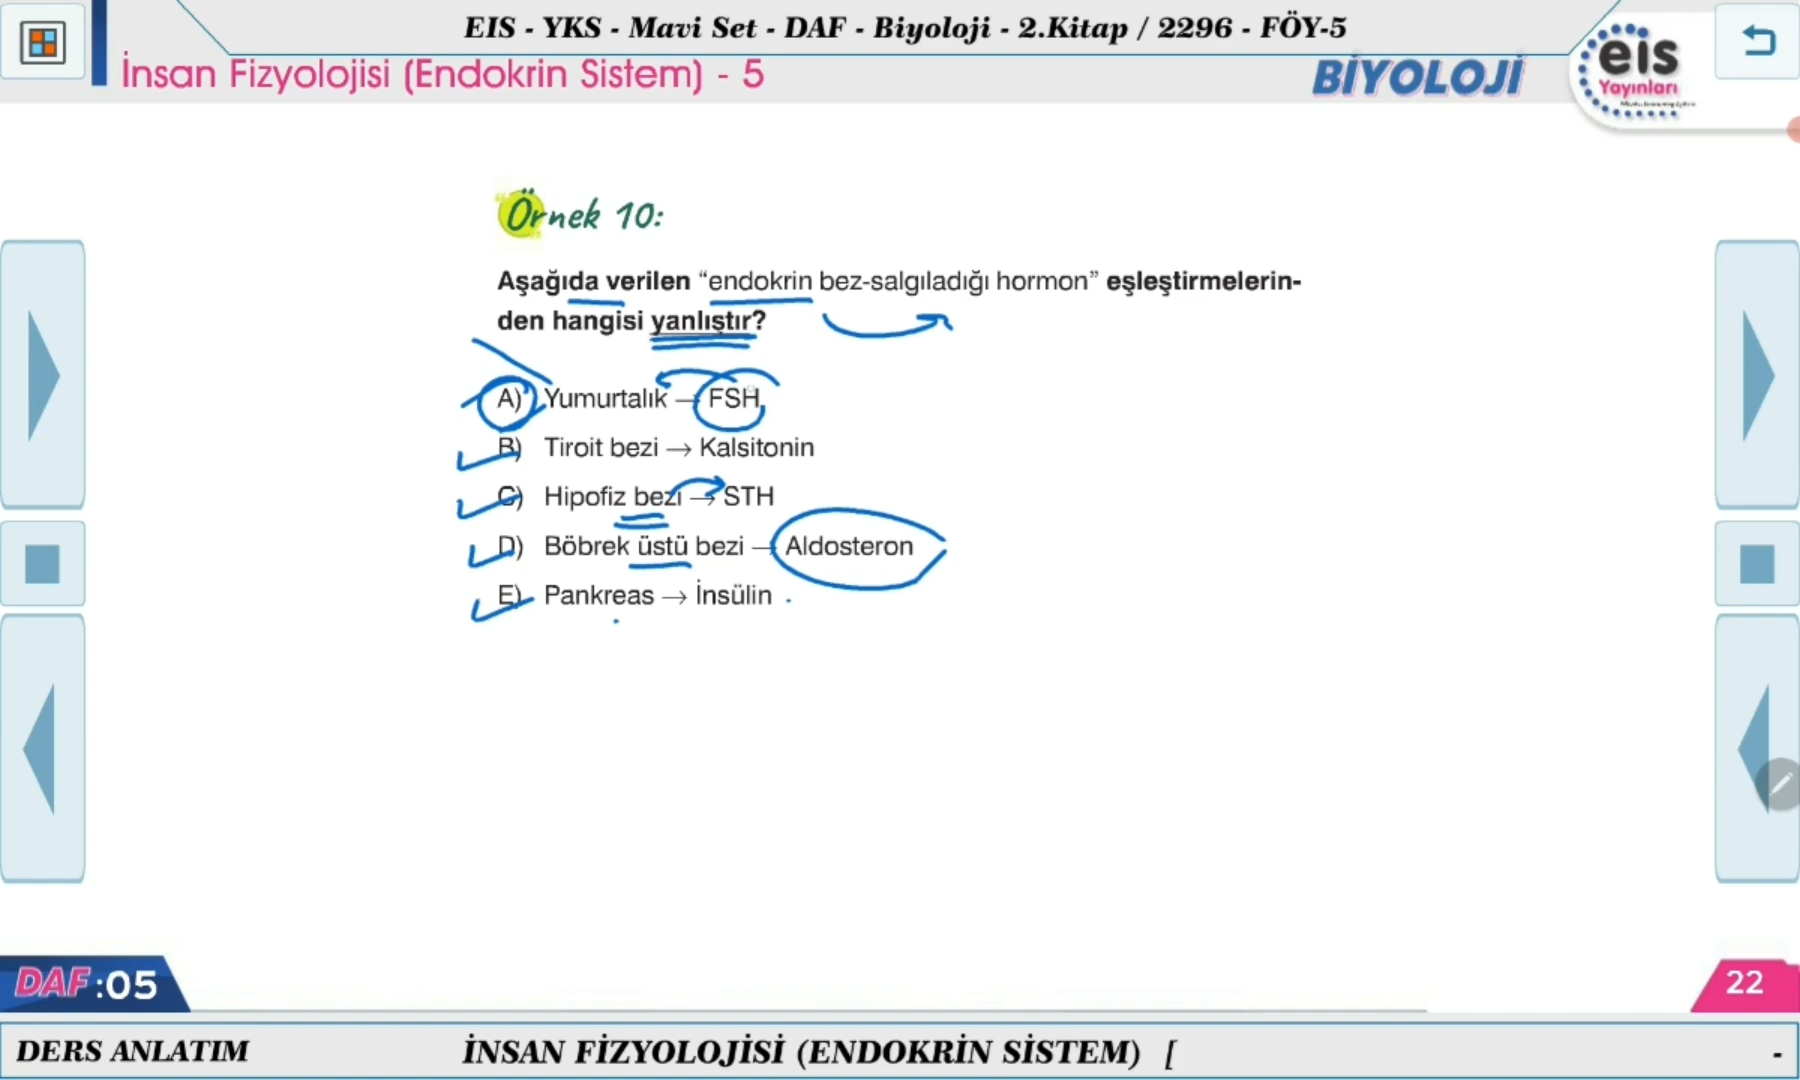 EIS - YKS - Mavi Set - DAF - Biyoloji - 2.Kitap / 2296 - FÖY-5
İnsan Fizyolojisi (Endokrin Sistem) - 5
BİYOLOJİ
eis
Yayınları
Örnek 10:
Aşağıda verilen “endokrin bez-salgıladığı hormon” eşleştirmelerin-
den hangisi yanlıştır?
A) Yumurtalık → FSH
B) Tiroit bezi → Kalsitonin
C) Hipofiz bezi → STH
D) Böbrek üstü bezi → Aldosteron
E) Pankreas → İnsülin
DAF :05
22
DERS ANLATIM
İNSAN FİZYOLOJİSİ (ENDOKRİN SİSTEM) [
-